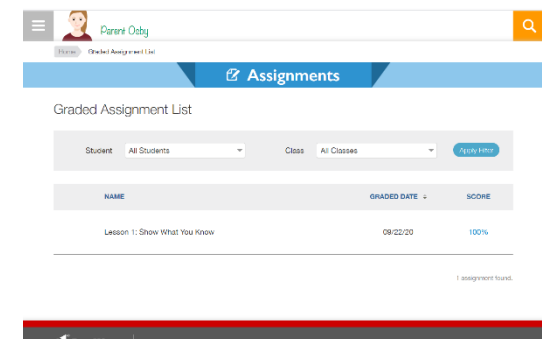 Parent Osby
Home Graded Assignment List
Assignments
Graded Assignment List
Student All Students Class All Classes Apply Filter
NAME GRADED DATE SCORE
Lesson 1: Show What You Know 09/22/20 100%
1 assignment found.